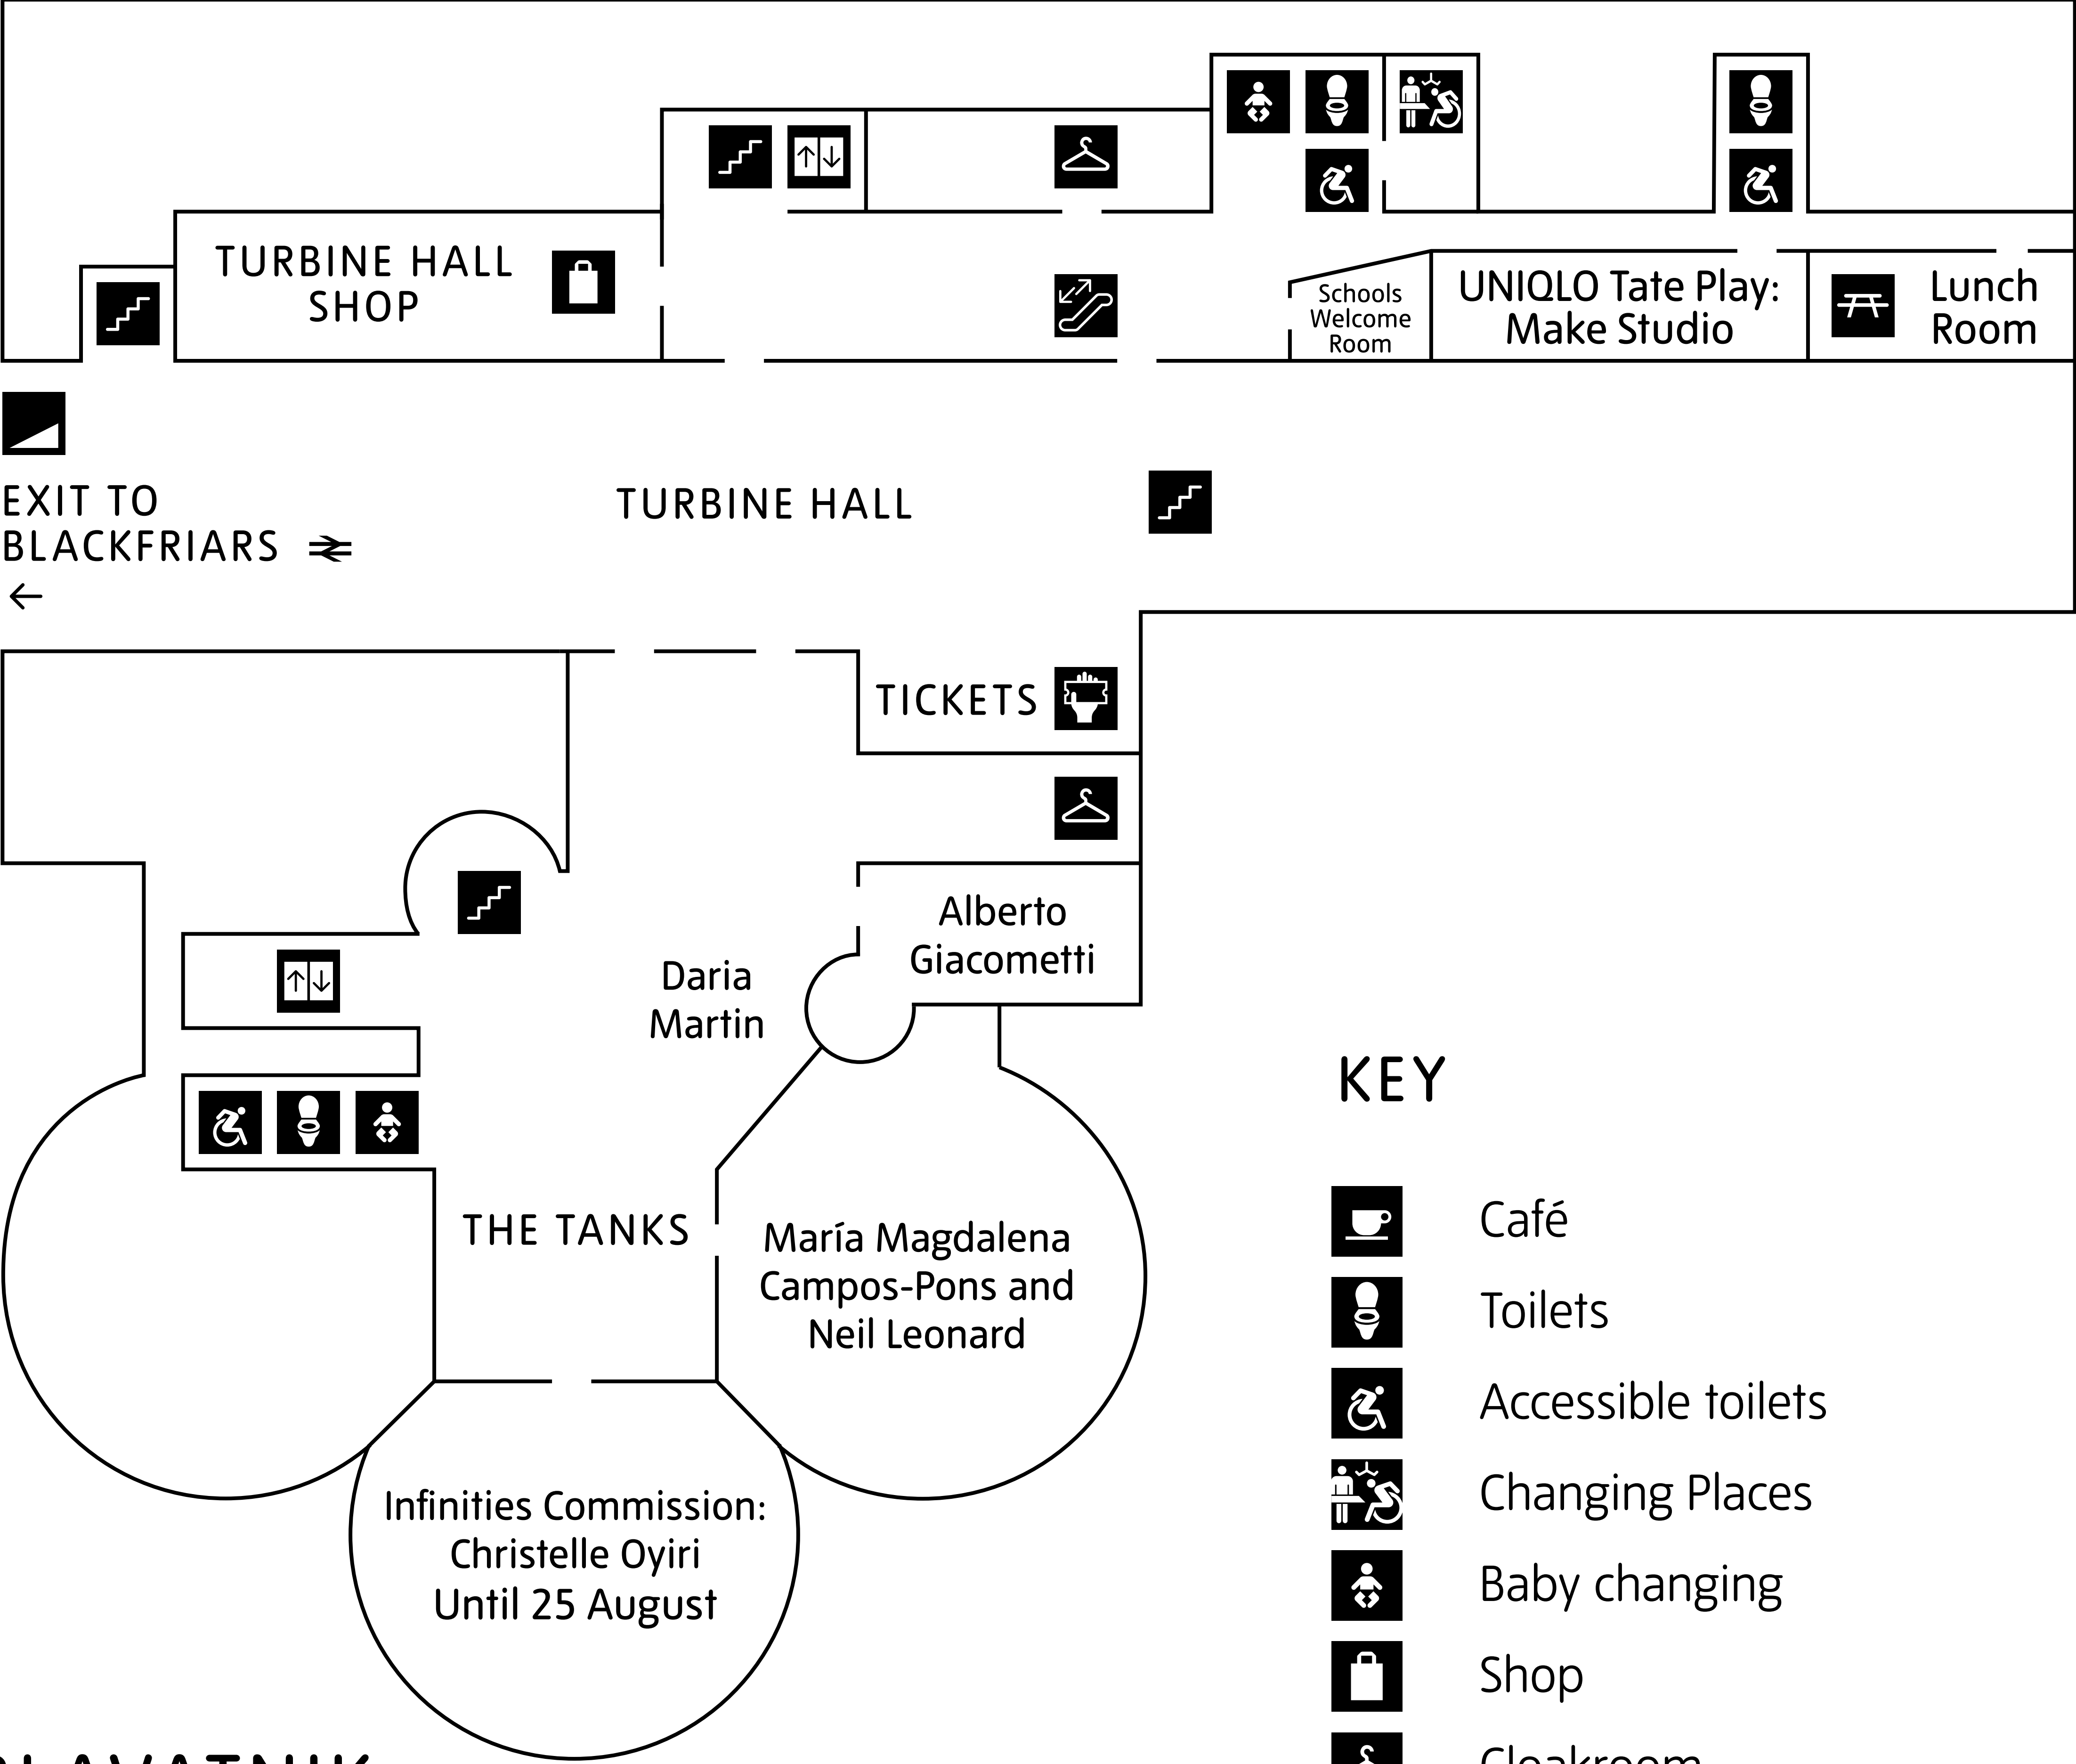 TURBINE HALL
SHOP
Schools
Welcome
Room
UNIQLO Tate Play:
Make Studio
Lunch
Room
EXIT TO
BLACKFRIARS
←
TURBINE HALL
TICKETS
Alberto
Giacometti
Daria
Martin
THE TANKS
María Magdalena
Campos-Pons and
Neil Leonard
Infinities Commission:
Christelle Oyiri
Until 25 August
KEY
Café
Toilets
Accessible toilets
Changing Places
Baby changing
Shop
Cloakroom
BLAVATNIK